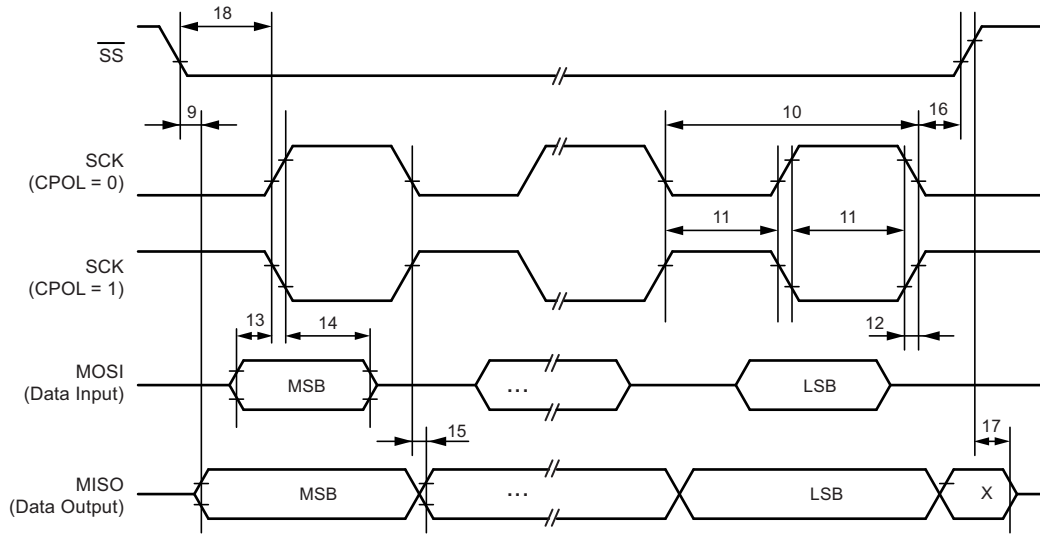 18
SS
9
10
16
SCK
(CPOL = 0)
11
11
SCK
(CPOL = 1)
13
14
12
MOSI
(Data Input)
MSB
...
LSB
15
17
MISO
(Data Output)
MSB
...
LSB
X